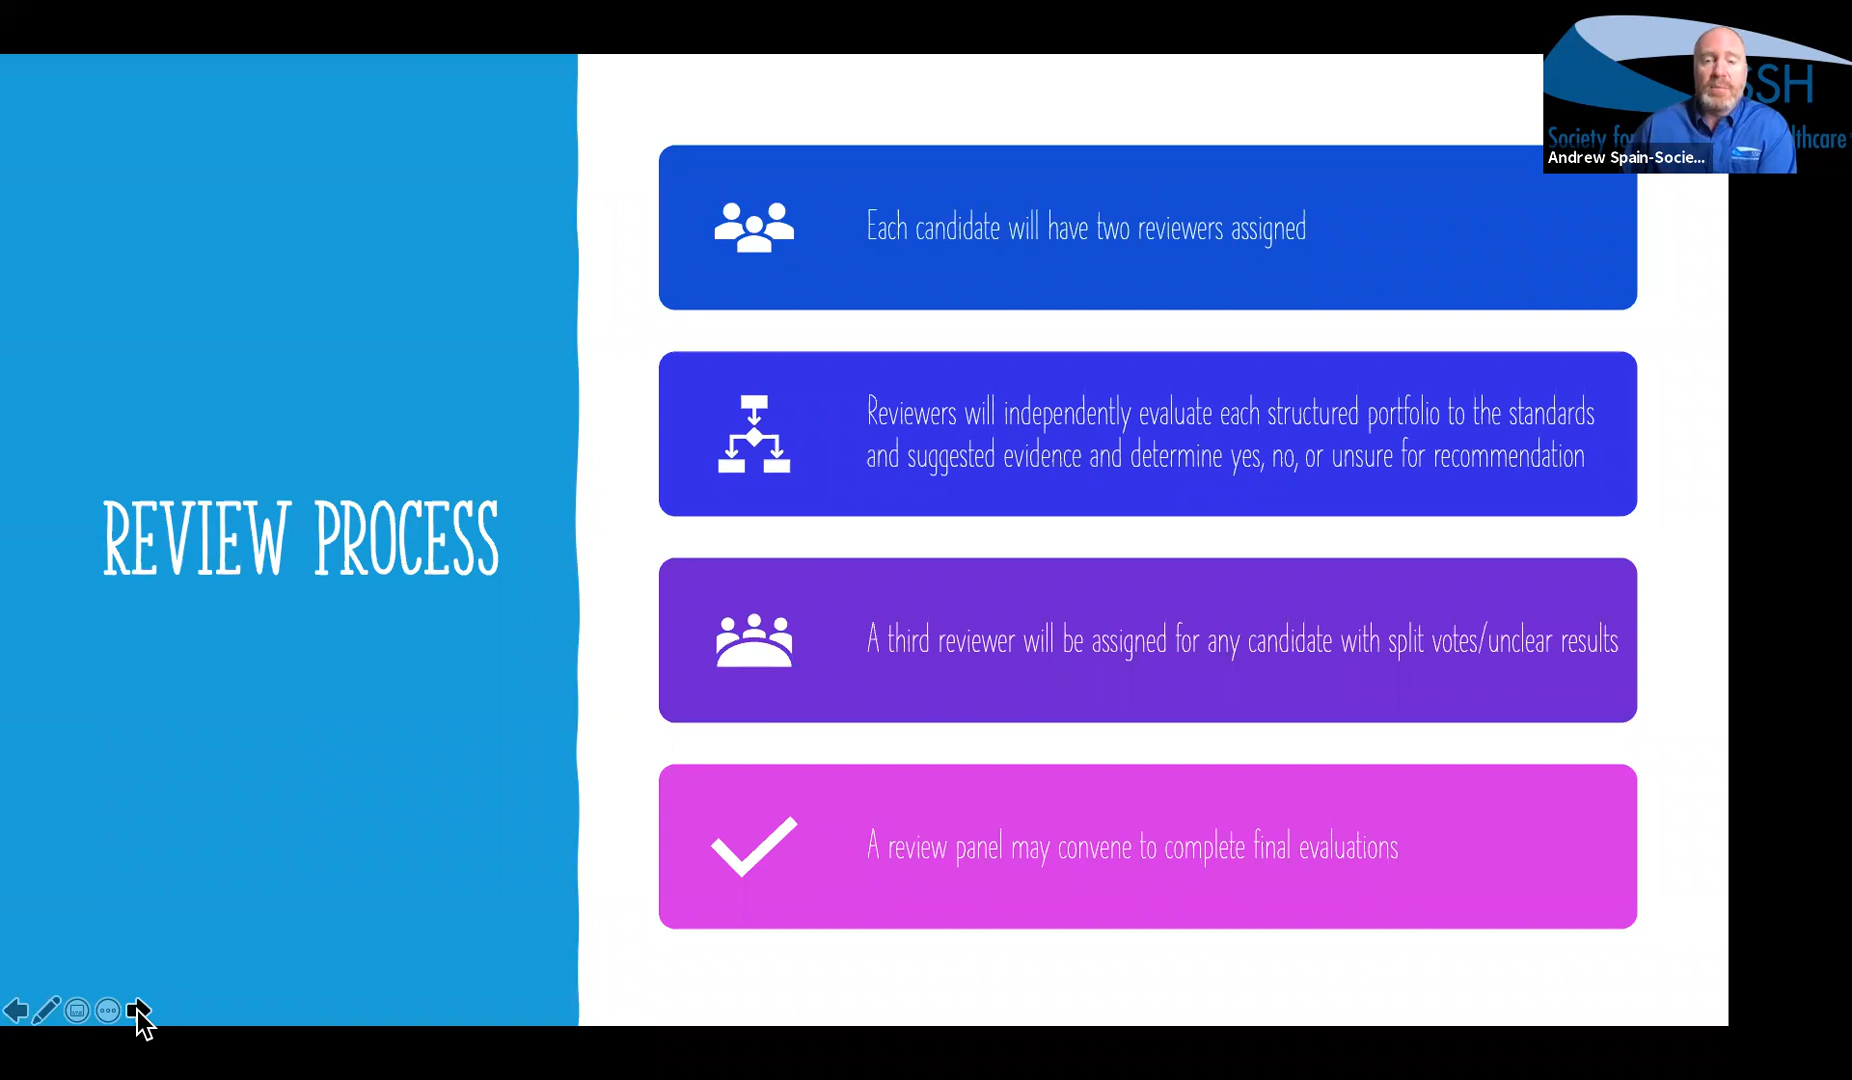 SSH
Society for lthcare
Andrew Spain-Socie...
Each candidate will have two reviewers assigned
Reviewers will independently evaluate each structured portfolio to the standards
and suggested evidence and determine yes, no, or unsure for recommendation
REVIEW PROCESS
A third reviewer will be assigned for any candidate with split votes/unclear results
A review panel may convene to complete final evaluations